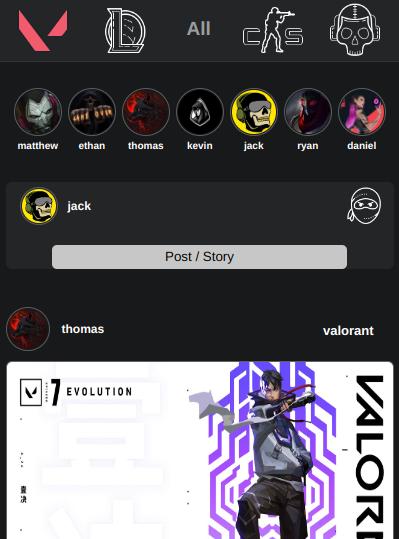 All
C S
matthew ethan thomas kevin jack ryan daniel
jack
Post / Story
thomas valorant
7 EVOLUTION
VALOR